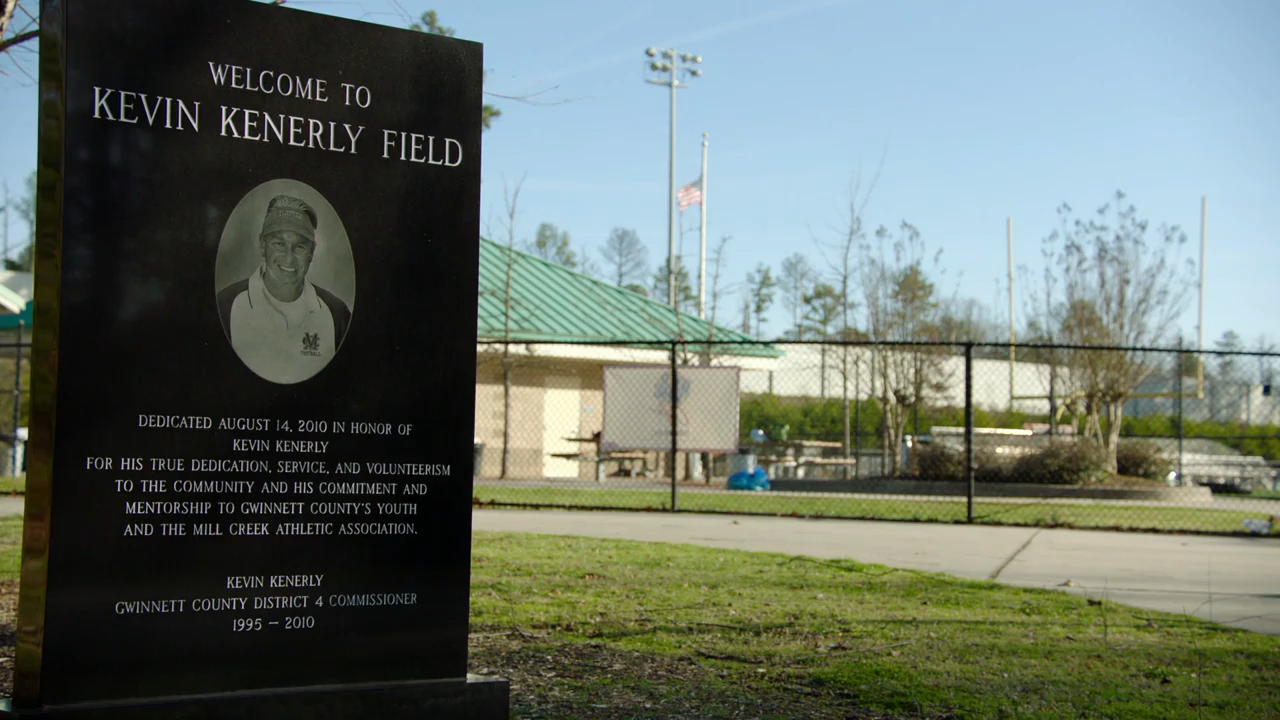 WELCOME TO
KEVIN KENERLY FIELD
FOOTBALL
DEDICATED AUGUST 14, 2010 IN HONOR OF
KEVIN KENERLY
FOR HIS TRUE DEDICATION, SERVICE, AND VOLUNTEERISM
TO THE COMMUNITY AND HIS COMMITMENT AND
MENTORSHIP TO GWINNETT COUNTY'S YOUTH
AND THE MILL CREEK ATHLETIC ASSOCIATION.
KEVIN KENERLY
GWINNETT COUNTY DISTRICT 4 COMMISSIONER
1995 – 2010